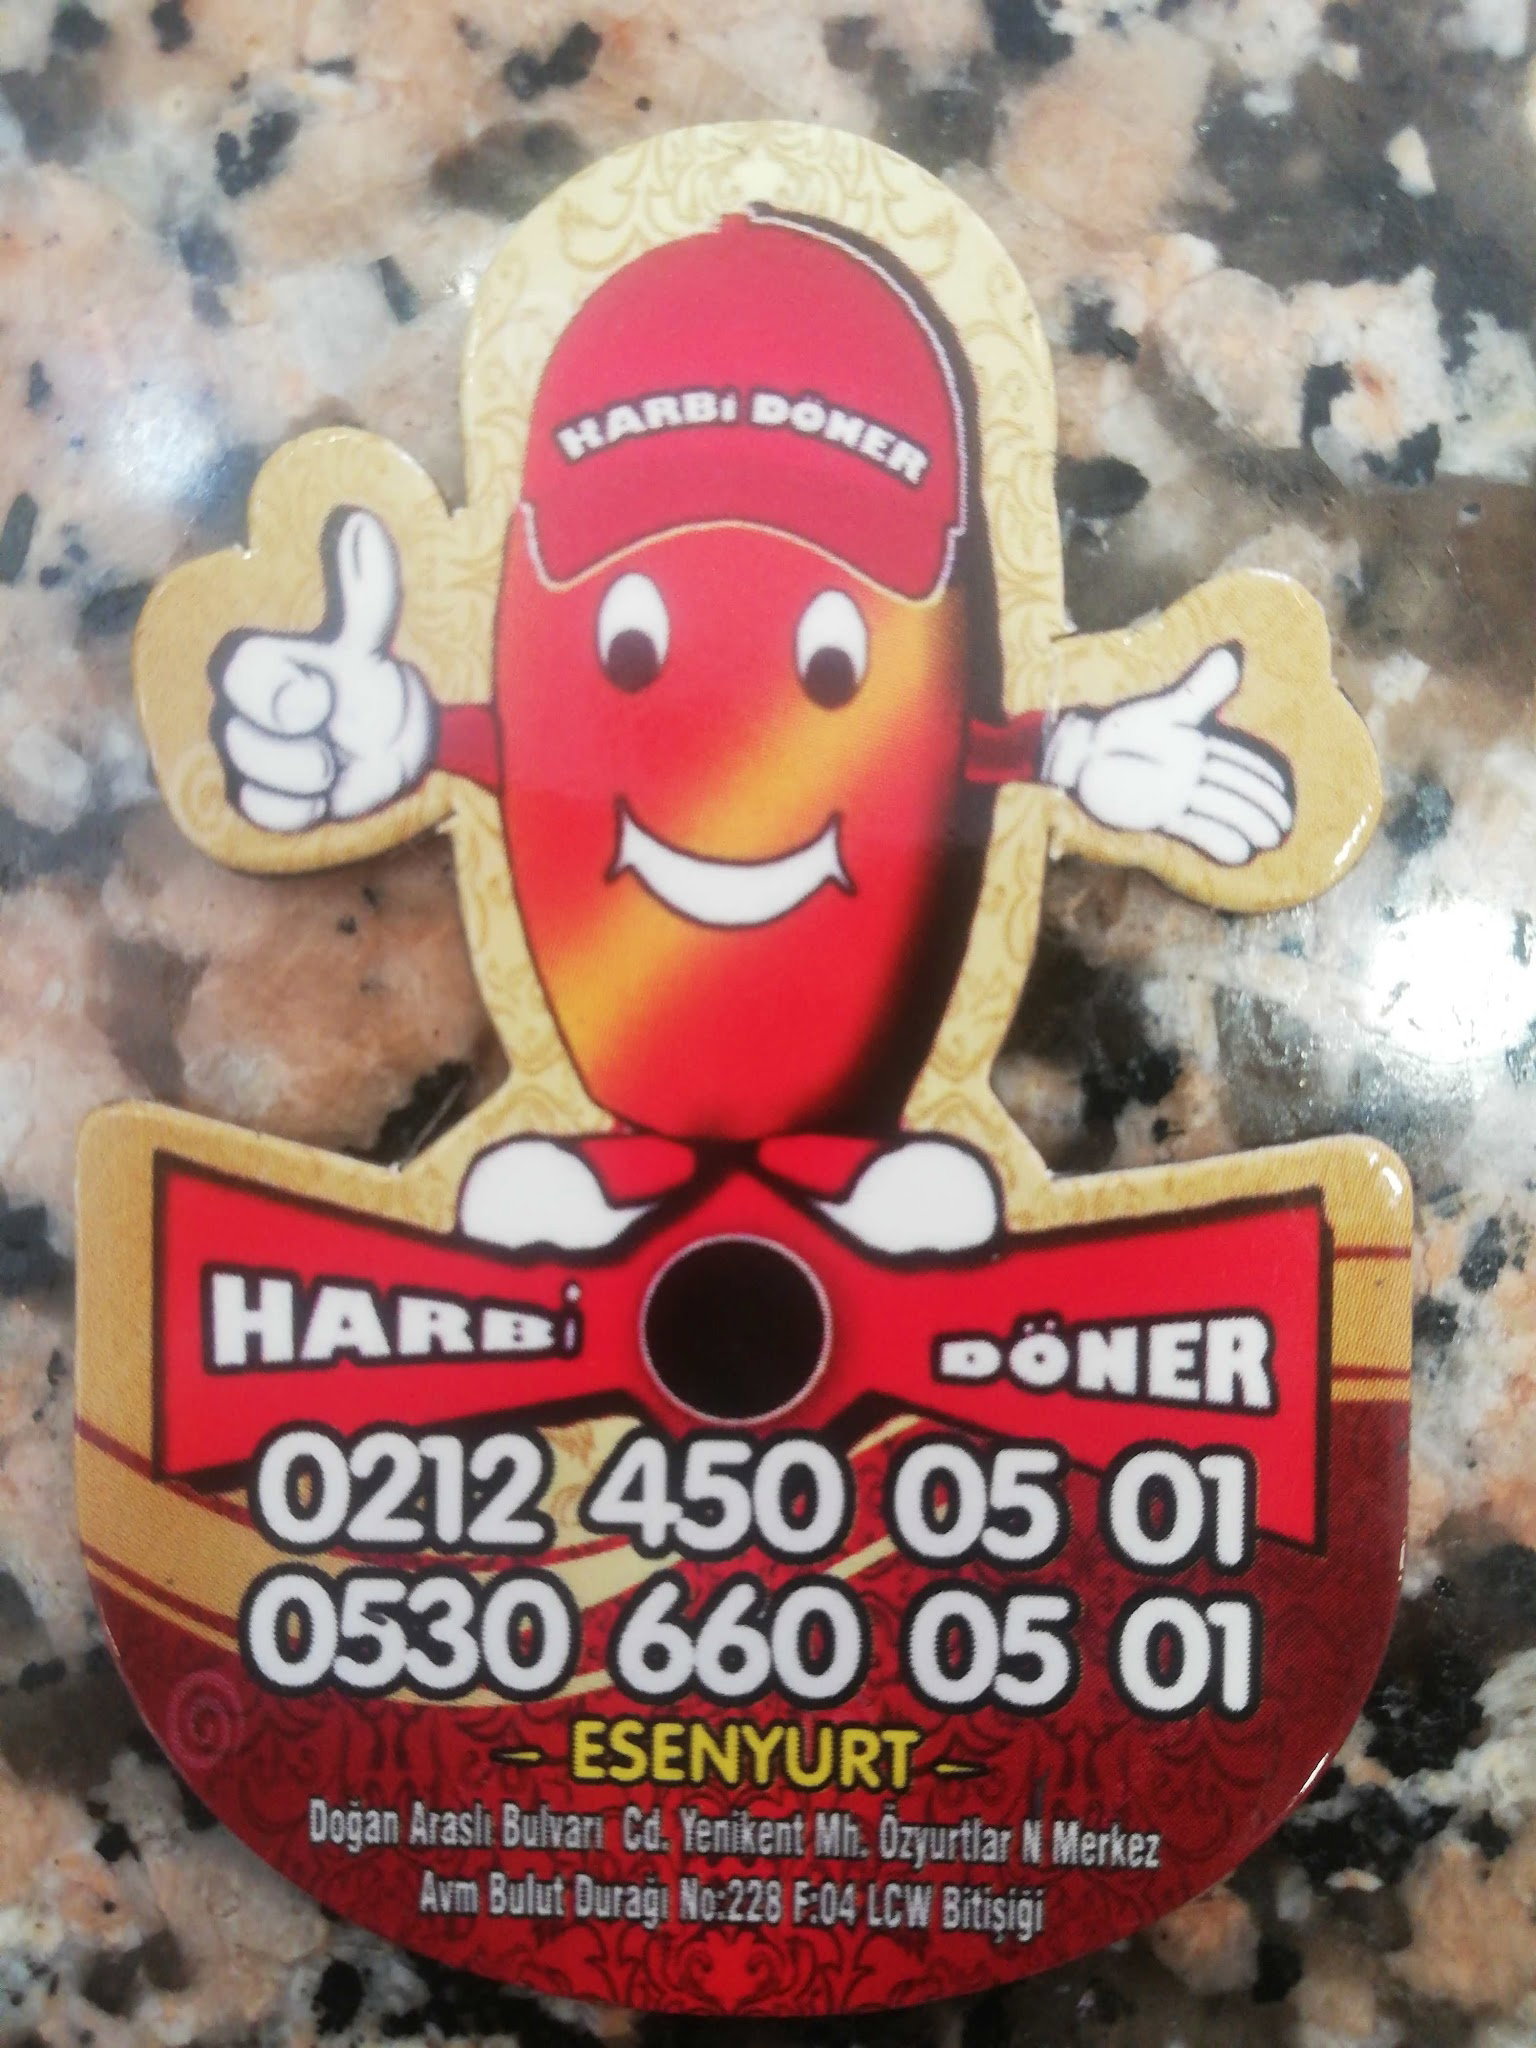 HARBi DÖNER
HARBi DÖNER
0212 450 05 01
0530 660 05 01
- ESENYURT -
Doğan Araslı Bulvarı Cd. Yenikent Mh. Özyurtlar N Merkez
Avm Bulut Durağı No:228 F:04 LCW Bitişiği